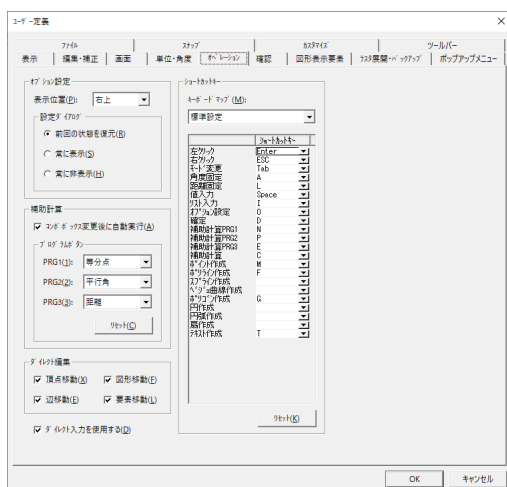 ﾕｰｻﾞｰ定義
ﾌｧｲﾙ ｽﾅｯﾌﾟ ｶｽﾀﾏｲｽﾞ ツールバー
表示 編集･補正 画面 単位･角度 ｵﾍﾟﾚｰｼｮﾝ 確認 図形表示要素 ﾗｽﾀ展開･ﾊﾞｯｸｱｯﾌﾟ ポップアップメニュー
ｵﾌﾟｼｮﾝ設定
表示位置(P): 右上
設定ﾀﾞｲｱﾛｸﾞ
前回の状態を復元(R)
常に表示(S)
常に非表示(H)
補助計算
ｺﾝﾎﾞﾎﾞｯｸｽ変更後に自動実行(A)
ﾌﾟﾛｸﾞﾗﾑﾎﾞﾀﾝ
PRG1(1): 等分点
PRG2(2): 平行角
PRG3(3): 距離
ﾘｾｯﾄ(C)
ﾀﾞｲﾚｸﾄ編集
頂点移動(X) 図形移動(F)
辺移動(E) 要素移動(L)
ﾀﾞｲﾚｸﾄ入力を使用する(D)
ｼｮｰﾄｶｯﾄｷｰ
ｷｰﾎﾞｰﾄﾞﾏｯﾌﾟ(M):
標準設定
ｼｮｰﾄｶｯﾄｷｰ
左ｸﾘｯｸ Enter
右ｸﾘｯｸ ESC
ﾓｰﾄﾞ変更 Tab
角度固定 A
距離固定 L
値入力 Space
ﾘｽﾄ入力 I
ｵﾌﾟｼｮﾝ設定 O
確定 D
補助計算PRG1 N
補助計算PRG2 P
補助計算PRG3 E
補助計算 C
ﾎﾟｲﾝﾄ作成 M
ﾎﾟﾘﾗｲﾝ作成 F
ｽﾌﾟﾗｲﾝ作成
ﾍﾞｼﾞｪ曲線作成
ﾎﾟﾘｺﾞﾝ作成 G
円作成
円弧作成
扇作成
ﾃｷｽﾄ作成 T
ﾘｾｯﾄ(K)
OK キャンセル